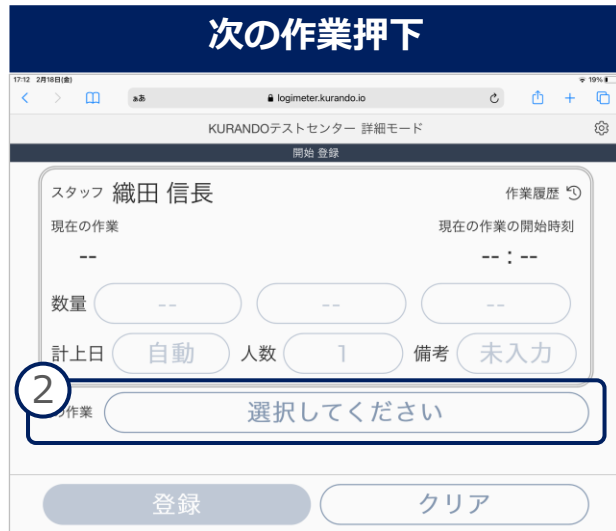 次の作業押下
17:12 2月18日(金) 19%
ああ logimeter.kurando.io
KURANDOテストセンター 詳細モード
開始 登録
スタッフ 織田 信長 作業履歴
現在の作業 現在の作業の開始時刻
-- --:--
数量 -- -- --
計上日 自動 人数 1 備考 未入力
2
の作業 選択してください
登録 クリア